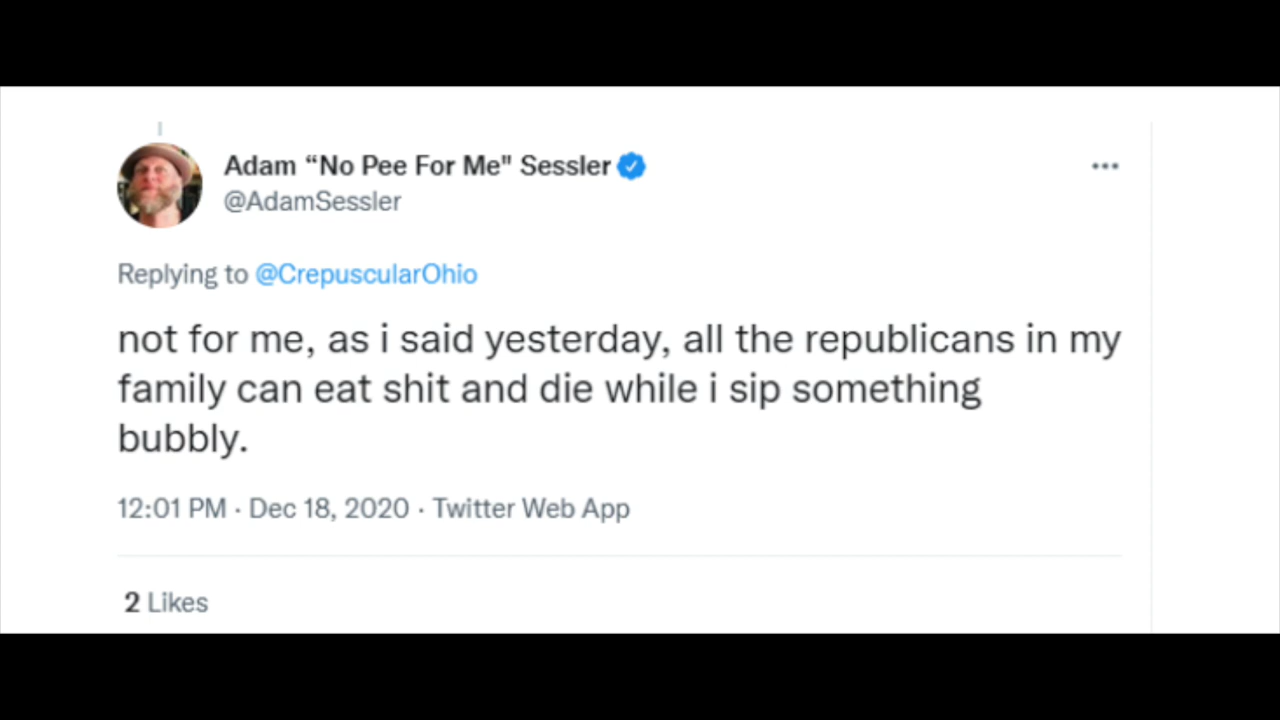 Adam “No Pee For Me" Sessler
@AdamSessler
Replying to @CrepuscularOhio
not for me, as i said yesterday, all the republicans in my
family can eat shit and die while i sip something
bubbly.
12:01 PM · Dec 18, 2020 · Twitter Web App
2 Likes